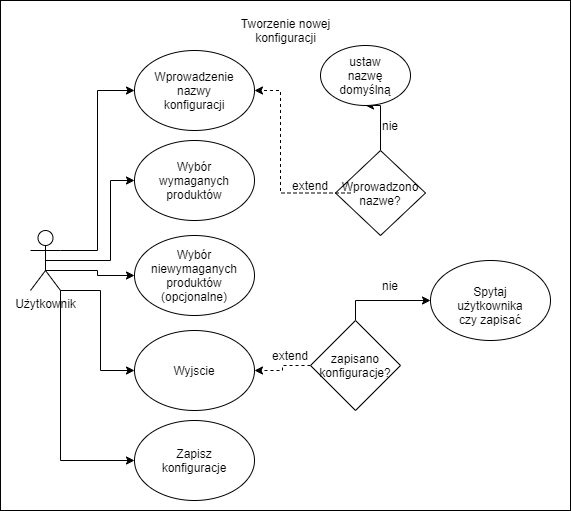 Tworzenie nowej
konfiguracji
Wprowadzenie
nazwy
konfiguracji
ustaw
nazwę
domyślną
nie
Wybór
wymaganych
produktów
extend
Wprowadzono
nazwe?
Użytkownik
Wybór
niewymaganych
produktów
(opcjonalne)
nie
Spytaj
użytkownika
czy zapisać
Wyjscie
extend
zapisano
konfiguracje?
Zapisz
konfiguracje